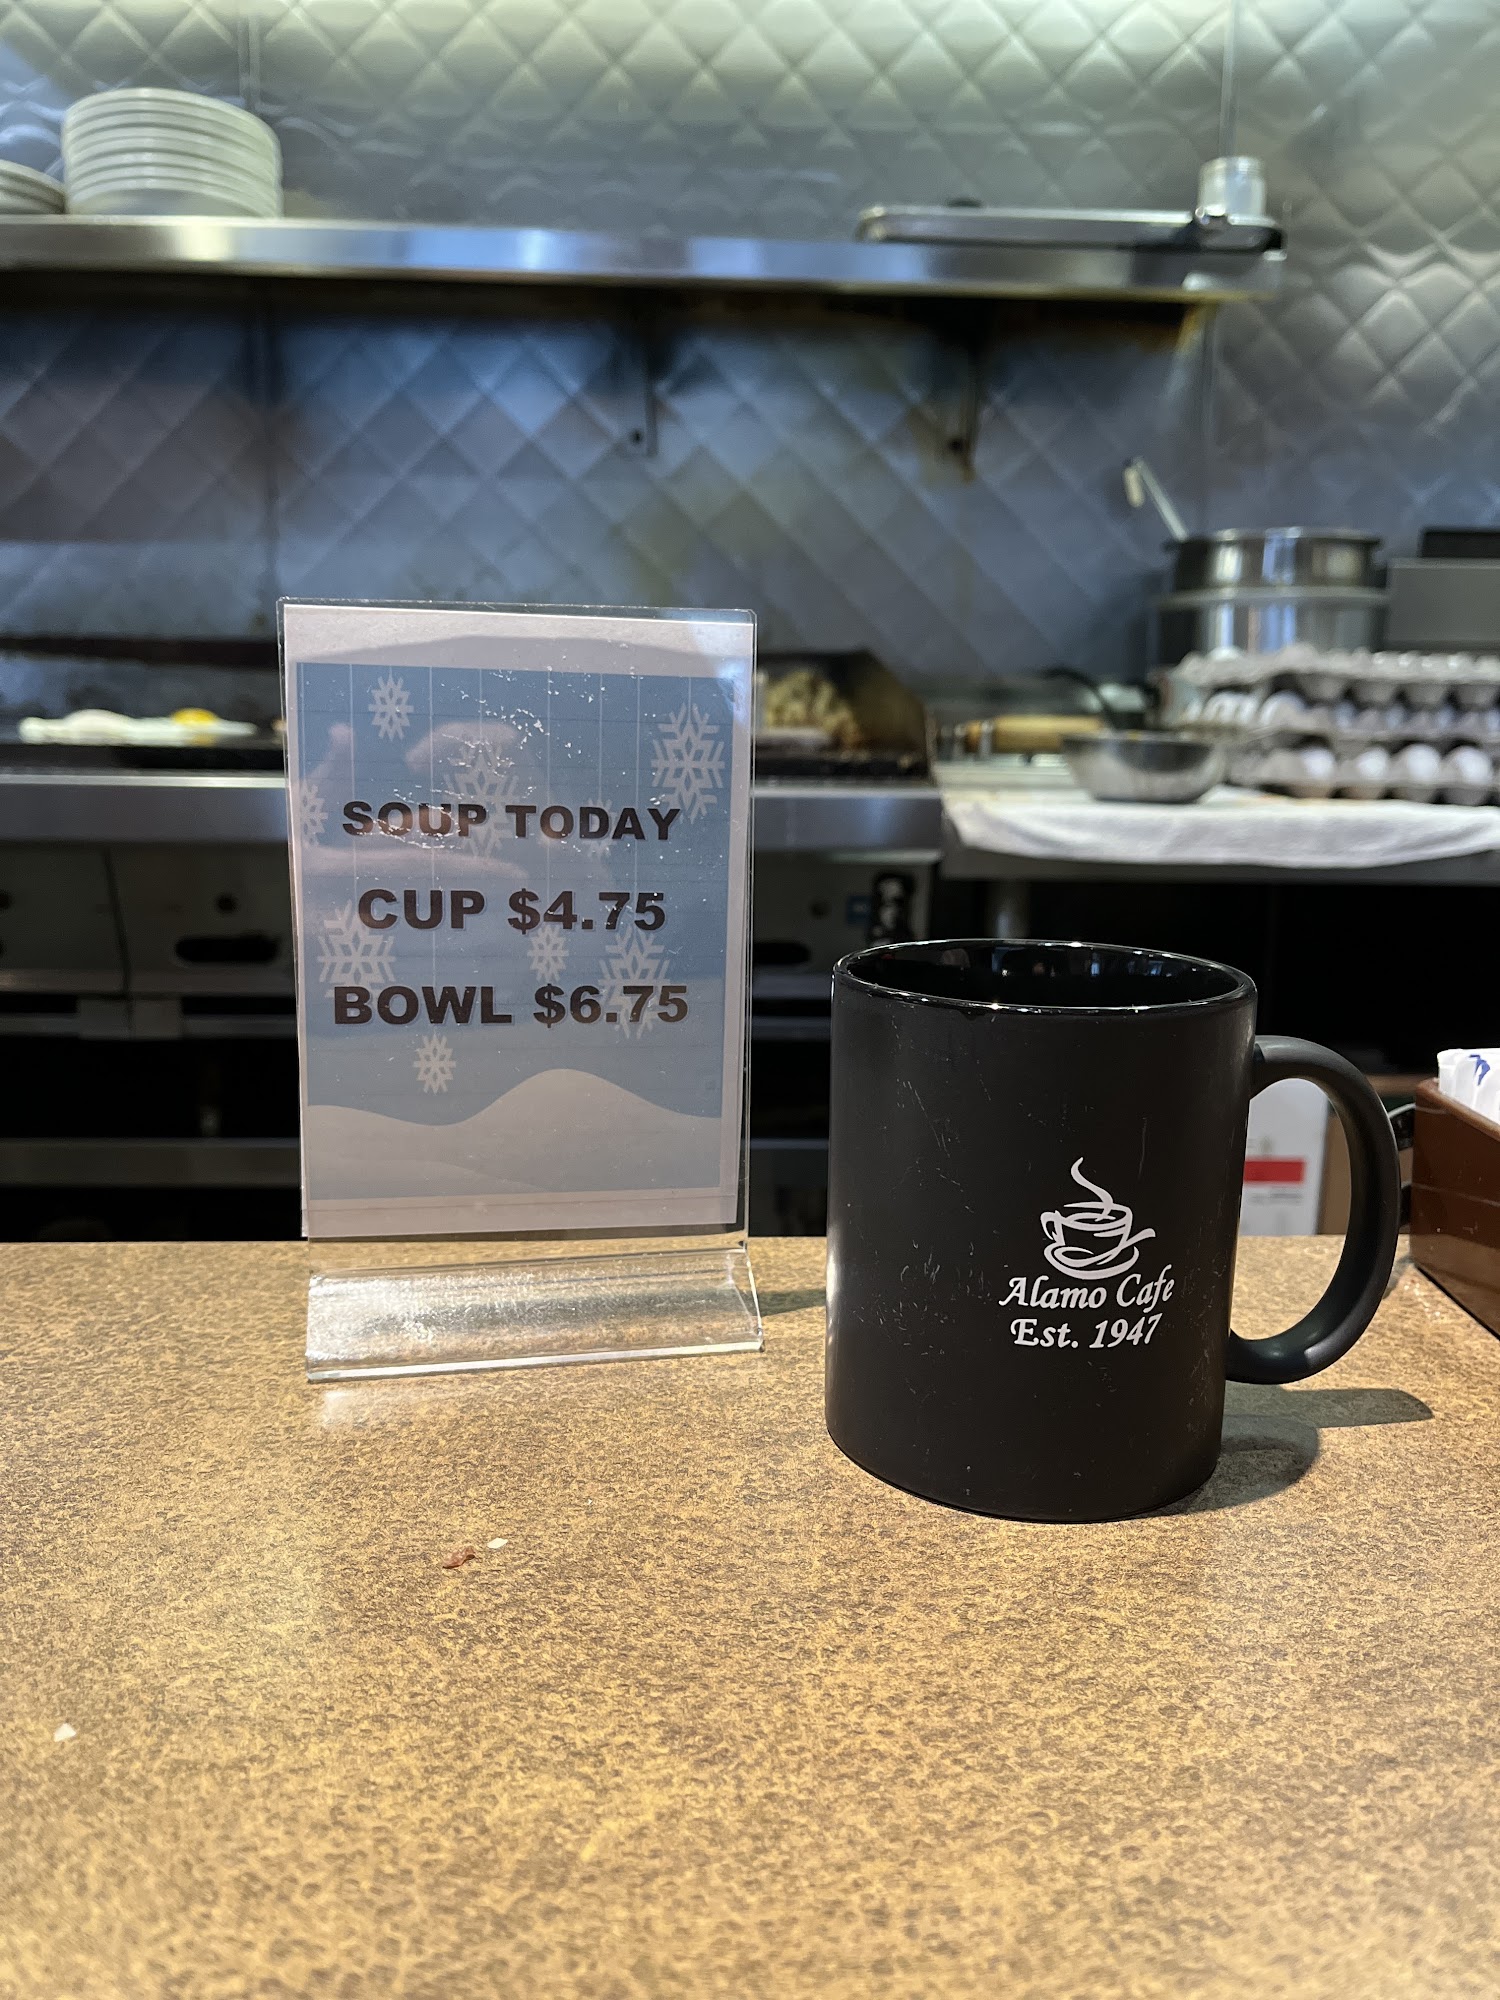 SOUP TODAY
CUP $4.75
BOWL $6.75
Alamo Cafe
Est. 1947